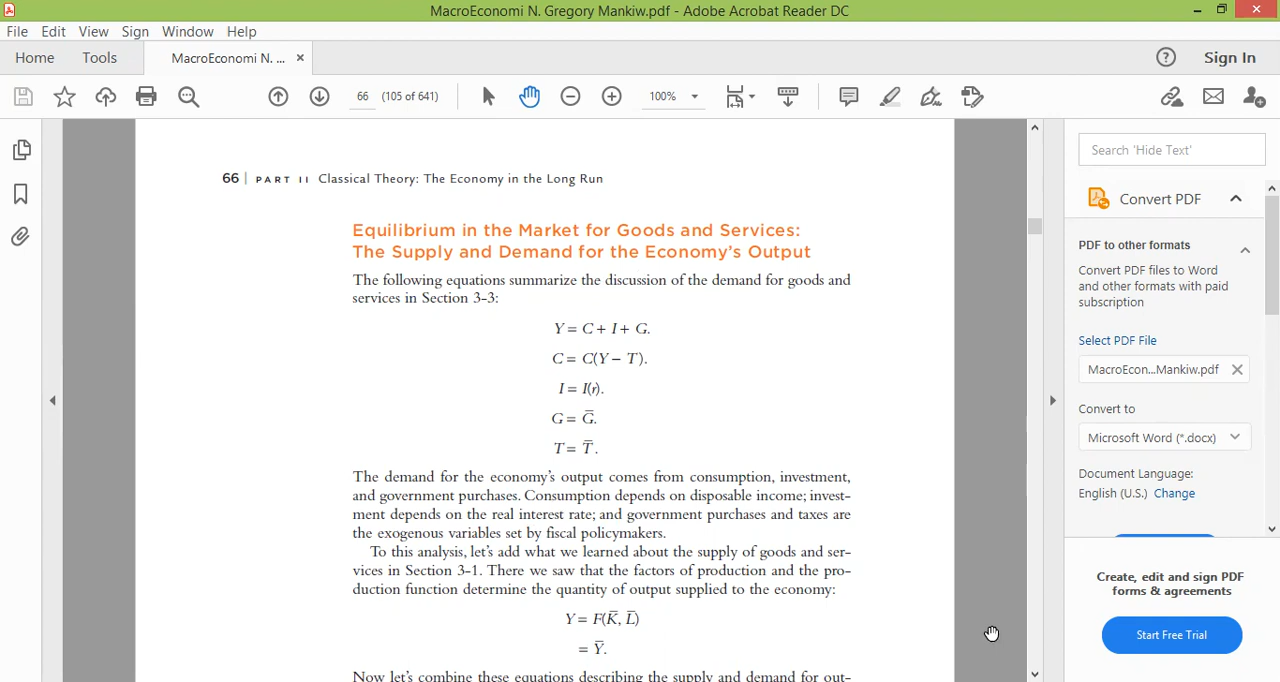 MacroEconomi N. Gregory Mankiw.pdf - Adobe Acrobat Reader DC
File Edit View Sign Window Help
Home Tools MacroEconomi N. ... × ? Sign In
66 (105 of 641) 100%
66 | PART II Classical Theory: The Economy in the Long Run
Equilibrium in the Market for Goods and Services:
The Supply and Demand for the Economy's Output
The following equations summarize the discussion of the demand for goods and
services in Section 3-3:
Y = C + I + G.
C = C(Y − T).
I = I(r).
G = G̅.
T = T̅.
The demand for the economy's output comes from consumption, investment,
and government purchases. Consumption depends on disposable income; invest-
ment depends on the real interest rate; and government purchases and taxes are
the exogenous variables set by fiscal policymakers.
To this analysis, let's add what we learned about the supply of goods and ser-
vices in Section 3-1. There we saw that the factors of production and the pro-
duction function determine the quantity of output supplied to the economy:
Y = F(K̅, L̅)
= Y̅.
Now let's combine these equations describing the supply and demand for out-
Search 'Hide Text'
Convert PDF
PDF to other formats
Convert PDF files to Word
and other formats with paid
subscription
Select PDF File
MacroEcon...Mankiw.pdf
Convert to
Microsoft Word (*.docx)
Document Language:
English (U.S.) Change
Create, edit and sign PDF
forms & agreements
Start Free Trial